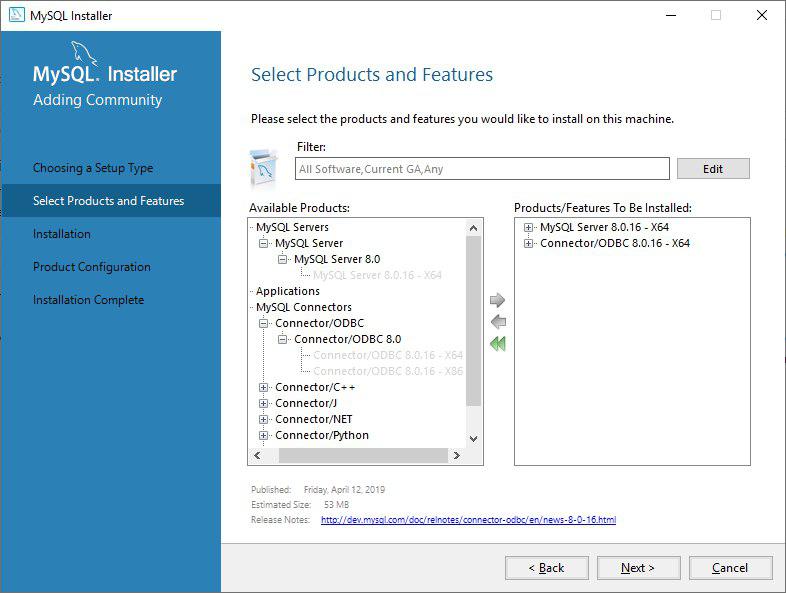 MySQL Installer
MySQL. Installer
Adding Community
Choosing a Setup Type
Select Products and Features
Installation
Product Configuration
Installation Complete
Select Products and Features
Please select the products and features you would like to install on this machine.
Filter:
All Software,Current GA,Any
Edit
Available Products:
MySQL Servers
MySQL Server
MySQL Server 8.0
MySQL Server 8.0.16 - X64
Applications
MySQL Connectors
Connector/ODBC
Connector/ODBC 8.0
Connector/ODBC 8.0.16 - X64
Connector/ODBC 8.0.16 - X86
Connector/C++
Connector/J
Connector/NET
Connector/Python
Products/Features To Be Installed:
MySQL Server 8.0.16 - X64
Connector/ODBC 8.0.16 - X64
Published: Friday, April 12, 2019
Estimated Size: 53 MB
Release Notes: http://dev.mysql.com/doc/relnotes/connector-odbc/en/news-8-0-16.html
< Back
Next >
Cancel